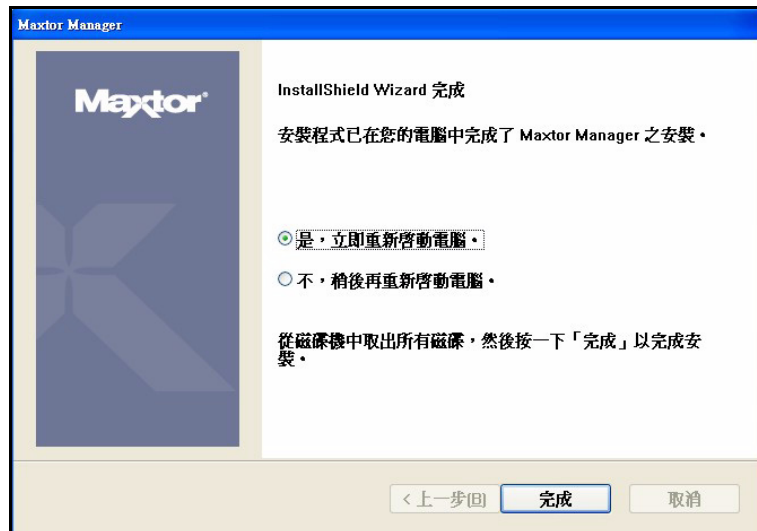 Maxtor Manager
Maxtor
InstallShield Wizard 完成
安裝程式已在您的電腦中完成了 Maxtor Manager 之安裝。
是，立即重新啓動電腦。
不，稍後再重新啓動電腦。
從磁碟機中取出所有磁碟，然後按一下「完成」以完成安
裝。
< 上一步(B)
完成
取消